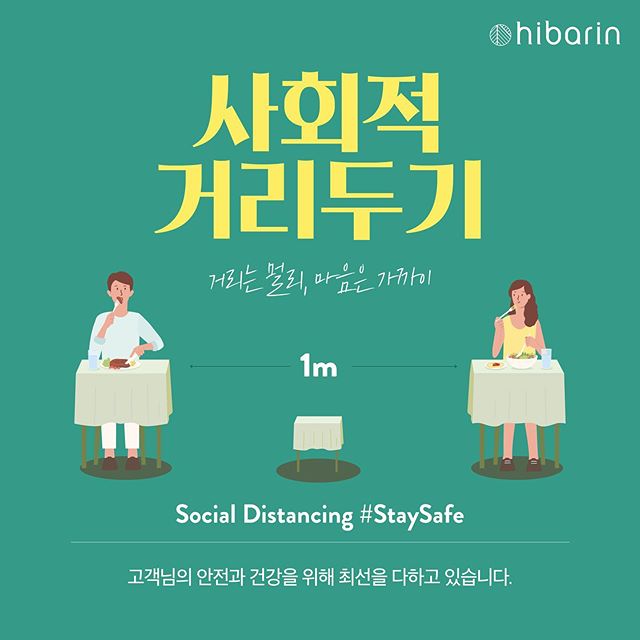 hibarin
사회적
거리두기
거리는 멀리, 마음은 가까이
1m
Social Distancing #StaySafe
고객님의 안전과 건강을 위해 최선을 다하고 있습니다.